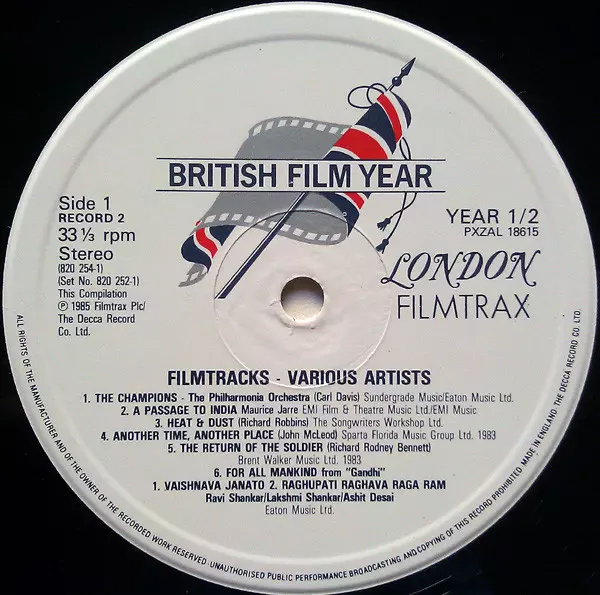 BRITISH FILM YEAR
Side 1
RECORD 2
33 ⅓ rpm
Stereo
(820 254-1)
(Set No. 820 252-1)
This Compilation
℗ 1985 Filmtrax Plc/
The Decca Record
Co. Ltd.
YEAR 1/2
PXZAL 18615
LONDON
FILMTRAX
FILMTRACKS - VARIOUS ARTISTS
1. THE CHAMPIONS - The Philharmonia Orchestra (Carl Davis) Sundergrade Music/Eaton Music Ltd.
2. A PASSAGE TO INDIA Maurice Jarre EMI Film & Theatre Music Ltd./EMI Music
3. HEAT & DUST (Richard Robbins) The Songwriters Workshop Ltd.
4. ANOTHER TIME, ANOTHER PLACE (John McLeod) Sparta Florida Music Group Ltd. 1983
5. THE RETURN OF THE SOLDIER (Richard Rodney Bennett)
Brent Walker Music Ltd. 1983
6. FOR ALL MANKIND from "Gandhi"
1. VAISHNAVA JANATO 2. RAGHUPATI RAGHAVA RAGA RAM
Ravi Shankar/Lakshmi Shankar/Ashit Desai
Eaton Music Ltd.
ALL RIGHTS OF THE MANUFACTURER AND OF THE OWNER OF THE RECORDED WORK RESERVED. UNAUTHORISED PUBLIC PERFORMANCE BROADCASTING AND COPYING OF THIS RECORD PROHIBITED. MADE IN ENGLAND. THE DECCA RECORD CO. LTD.